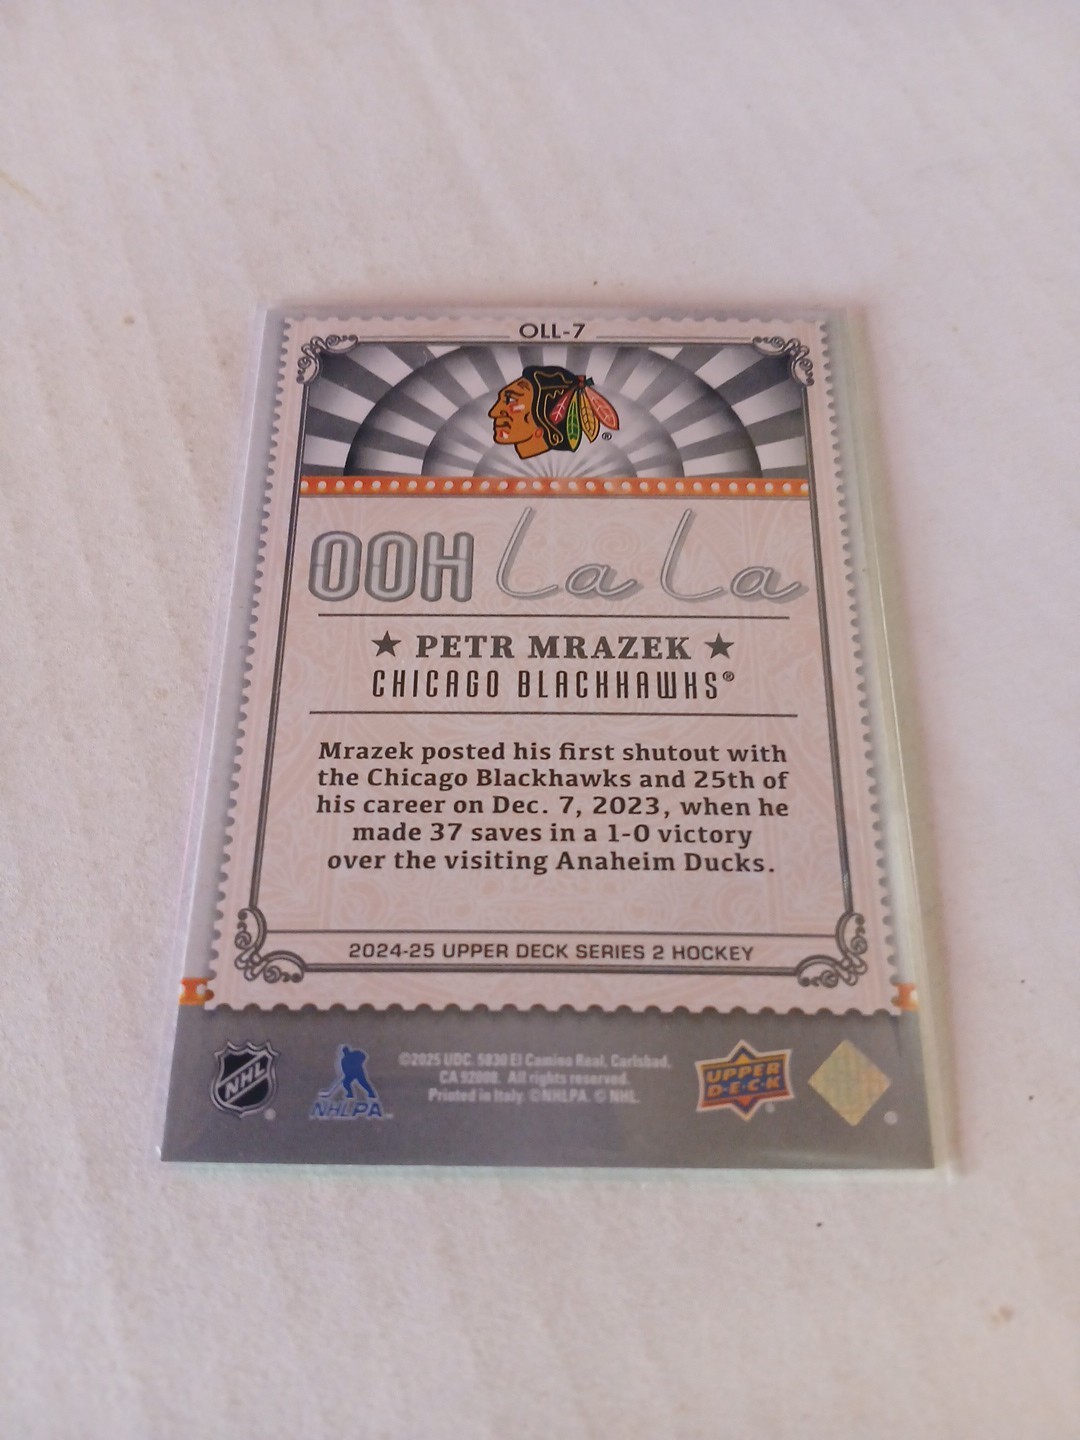 OLL-7
OOH La La
★ PETR MRAZEK ★
CHICAGO BLACKHAWKS®
Mrazek posted his first shutout with
the Chicago Blackhawks and 25th of
his career on Dec. 7, 2023, when he
made 37 saves in a 1-0 victory
over the visiting Anaheim Ducks.
2024-25 UPPER DECK SERIES 2 HOCKEY
©2025 UDC. 5830 El Camino Real, Carlsbad,
CA 92008. All rights reserved.
Printed in Italy. ©NHLPA. © NHL.
NHL
NHLPA
UPPER
D·E·C·K